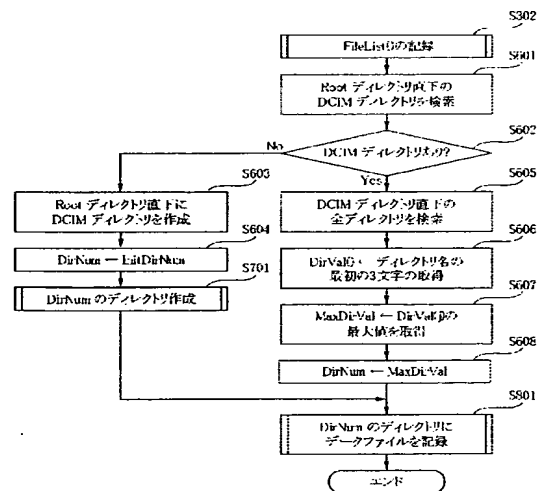 S302
FileList()の記録
S601
Root ディレクトリ直下の
DCIM ディレクトリを検索
S602
DCIM ディレクトリあり?
No
Yes
S603
Root ディレクトリ直下に
DCIM ディレクトリを作成
S604
DirNum ← InitDirNum
S701
DirNum のディレクトリ作成
S605
DCIM ディレクトリ直下の
全ディレクトリを検索
S606
ディレクトリ名の
最初の3文字の取得
S607
MaxDirVal ← DirVal()の
最大値を取得
S608
DirNum ← MaxDirVal
S801
DirNum のディレクトリに
データファイルを記録
エンド